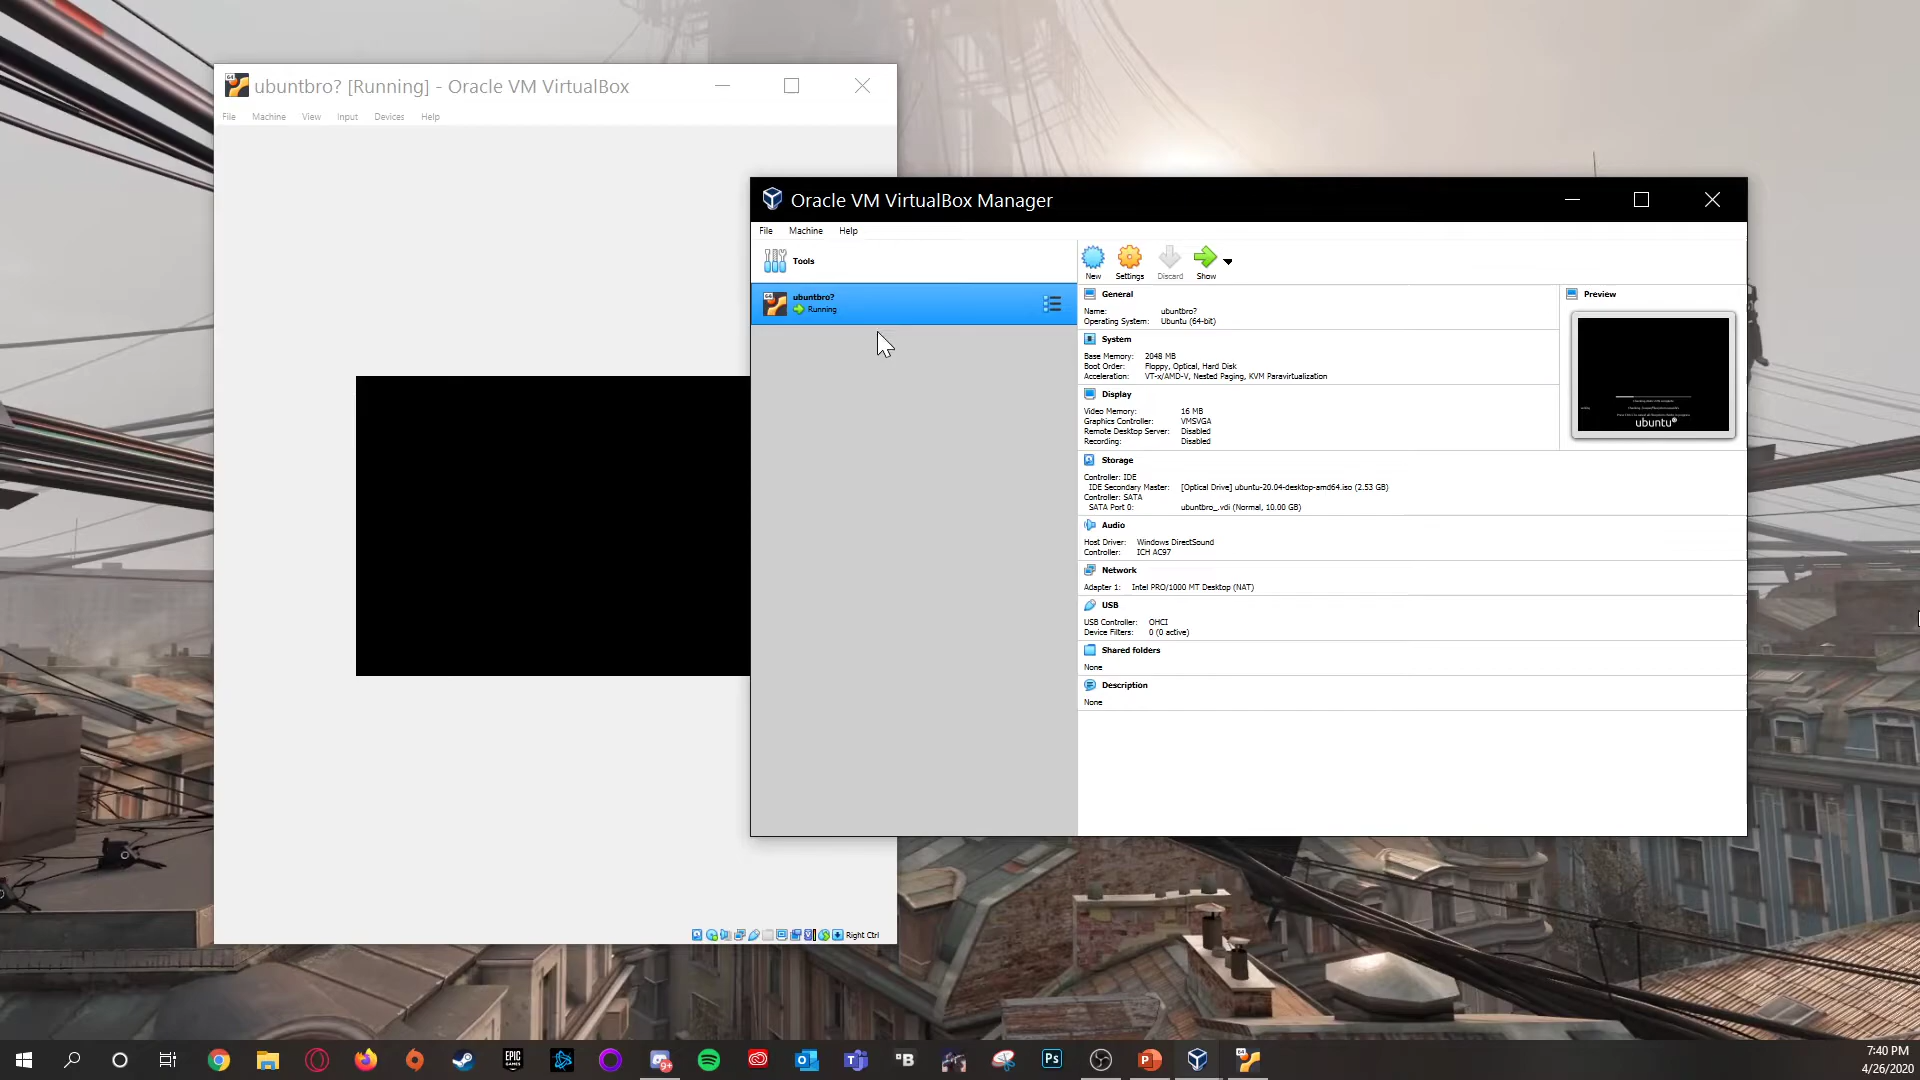 ubuntbro? [Running] - Oracle VM VirtualBox
File Machine View Input Devices Help
Right Ctrl
Oracle VM VirtualBox Manager
File Machine Help
Tools
ubuntbro?
Running
New Settings Discard Show
General
Name: ubuntbro?
Operating System: Ubuntu (64-bit)
System
Base Memory: 2048 MB
Boot Order: Floppy, Optical, Hard Disk
Acceleration: VT-x/AMD-V, Nested Paging, KVM Paravirtualization
Display
Video Memory: 16 MB
Graphics Controller: VMSVGA
Remote Desktop Server: Disabled
Recording: Disabled
Storage
Controller: IDE
IDE Secondary Master: [Optical Drive] ubuntu-20.04-desktop-amd64.iso (2.53 GB)
Controller: SATA
SATA Port 0: ubuntbro_.vdi (Normal, 10.00 GB)
Audio
Host Driver: Windows DirectSound
Controller: ICH AC97
Network
Adapter 1: Intel PRO/1000 MT Desktop (NAT)
USB
USB Controller: OHCI
Device Filters: 0 (0 active)
Shared folders
None
Description
None
Preview
ubuntu
EPIC
GAMES
9+
B
Ps
7:40 PM
4/26/2020